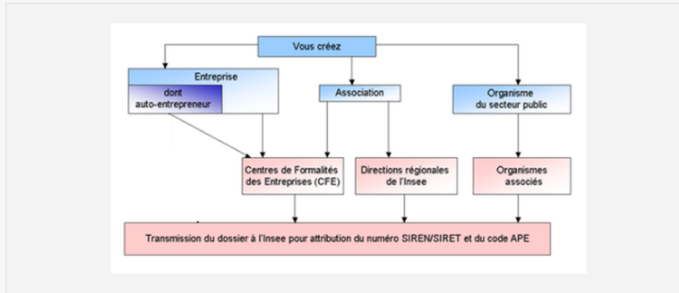 Vous créez
Entreprise
dont
auto-entrepreneur
Association
Organisme
du secteur public
Centres de Formalités
des Entreprises (CFE)
Directions régionales
de l'Insee
Organismes
associés
Transmission du dossier à l'Insee pour attribution du numéro SIREN/SIRET et du code APE